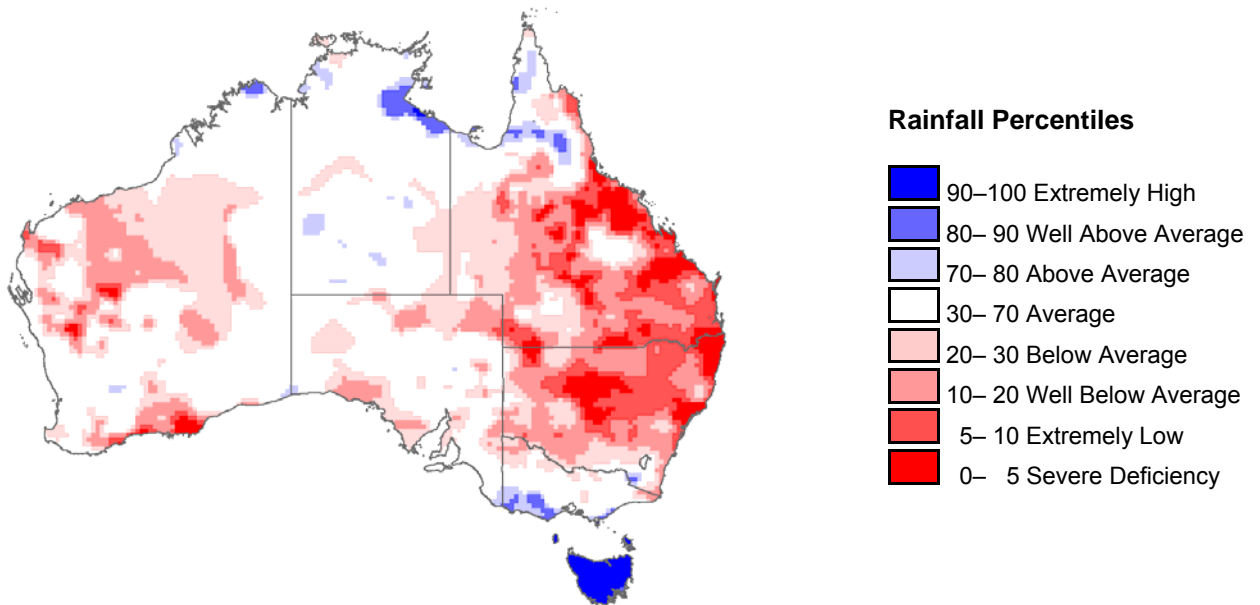 Rainfall Percentiles
90–100 Extremely High
80– 90 Well Above Average
70– 80 Above Average
30– 70 Average
20– 30 Below Average
10– 20 Well Below Average
5– 10 Extremely Low
0– 5 Severe Deficiency